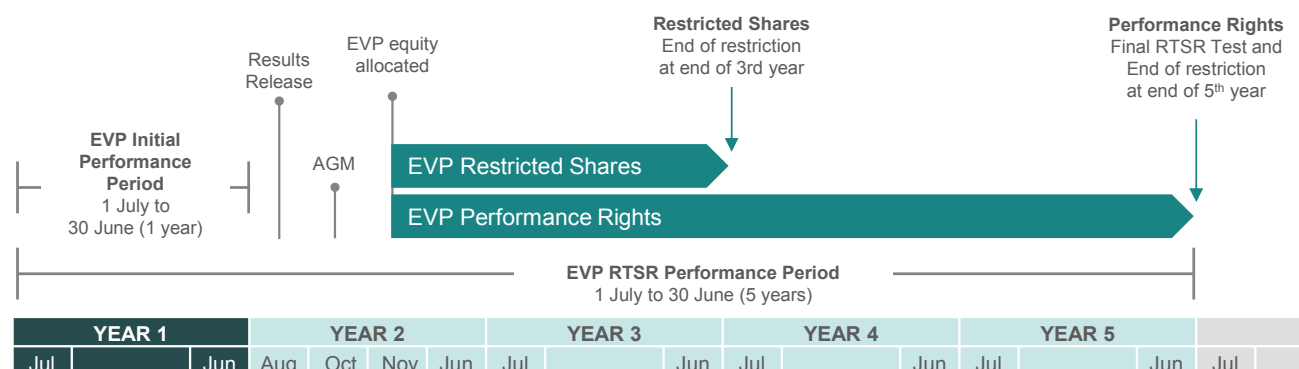 Restricted Shares
End of restriction
at end of 3rd year
Performance Rights
Final RTSR Test and
End of restriction
at end of 5th year
EVP equity
allocated
Results
Release
EVP Initial
Performance
Period
1 July to
30 June (1 year)
AGM
EVP Restricted Shares
EVP Performance Rights
EVP RTSR Performance Period
1 July to 30 June (5 years)
YEAR 1 YEAR 2 YEAR 3 YEAR 4 YEAR 5
Jul Jun Aug Oct Nov Jun Jul Jun Jul Jun Jul Jun Jul